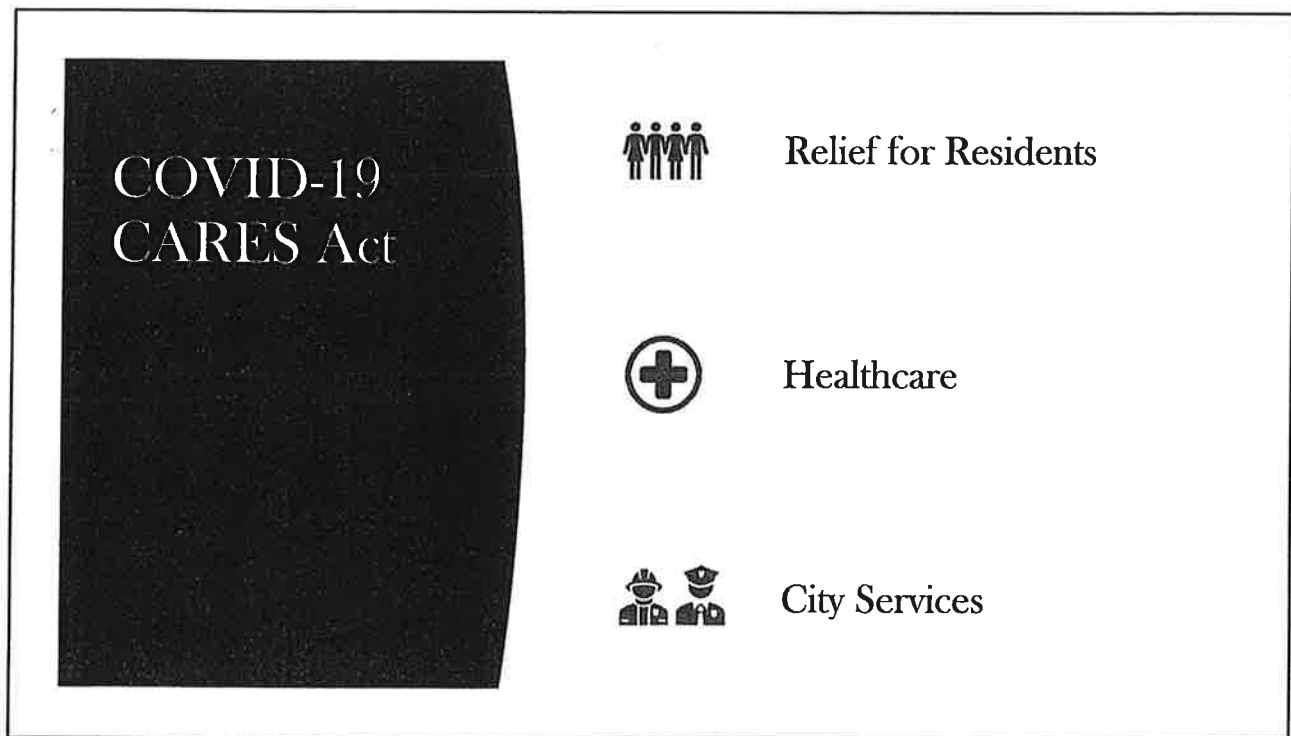 COVID-19
CARES Act
Relief for Residents
Healthcare
City Services